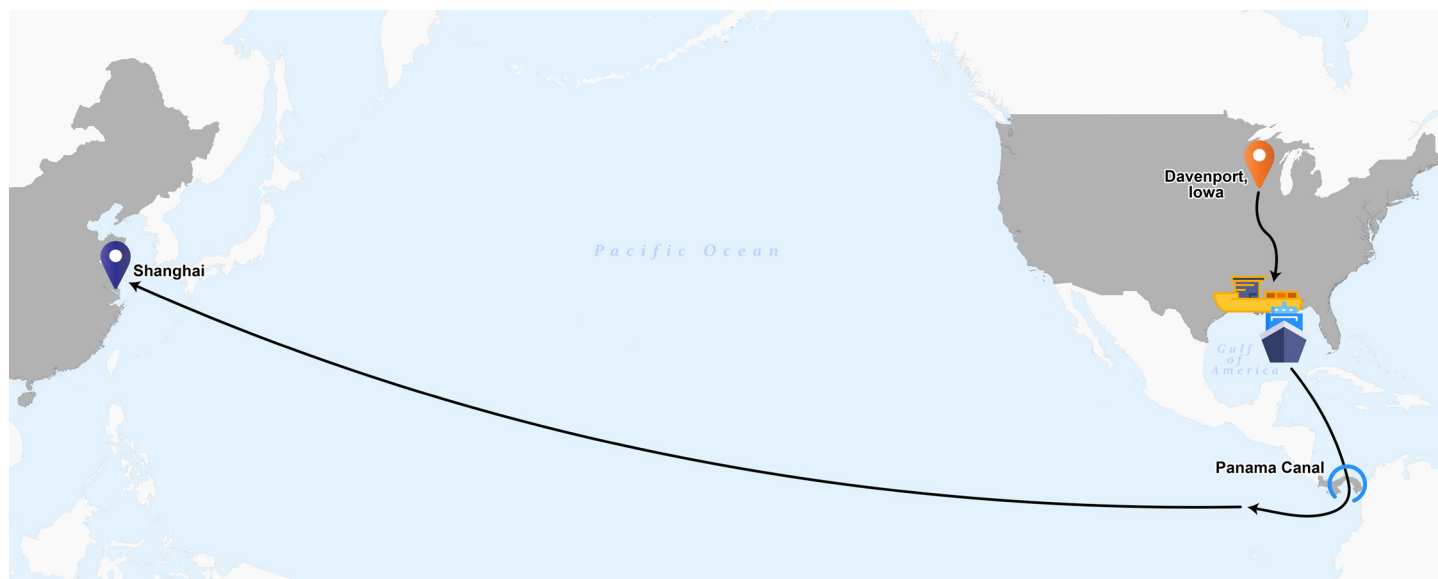 Davenport,
Iowa
Pacific Ocean
Shanghai
Gulf
of
America
Panama Canal